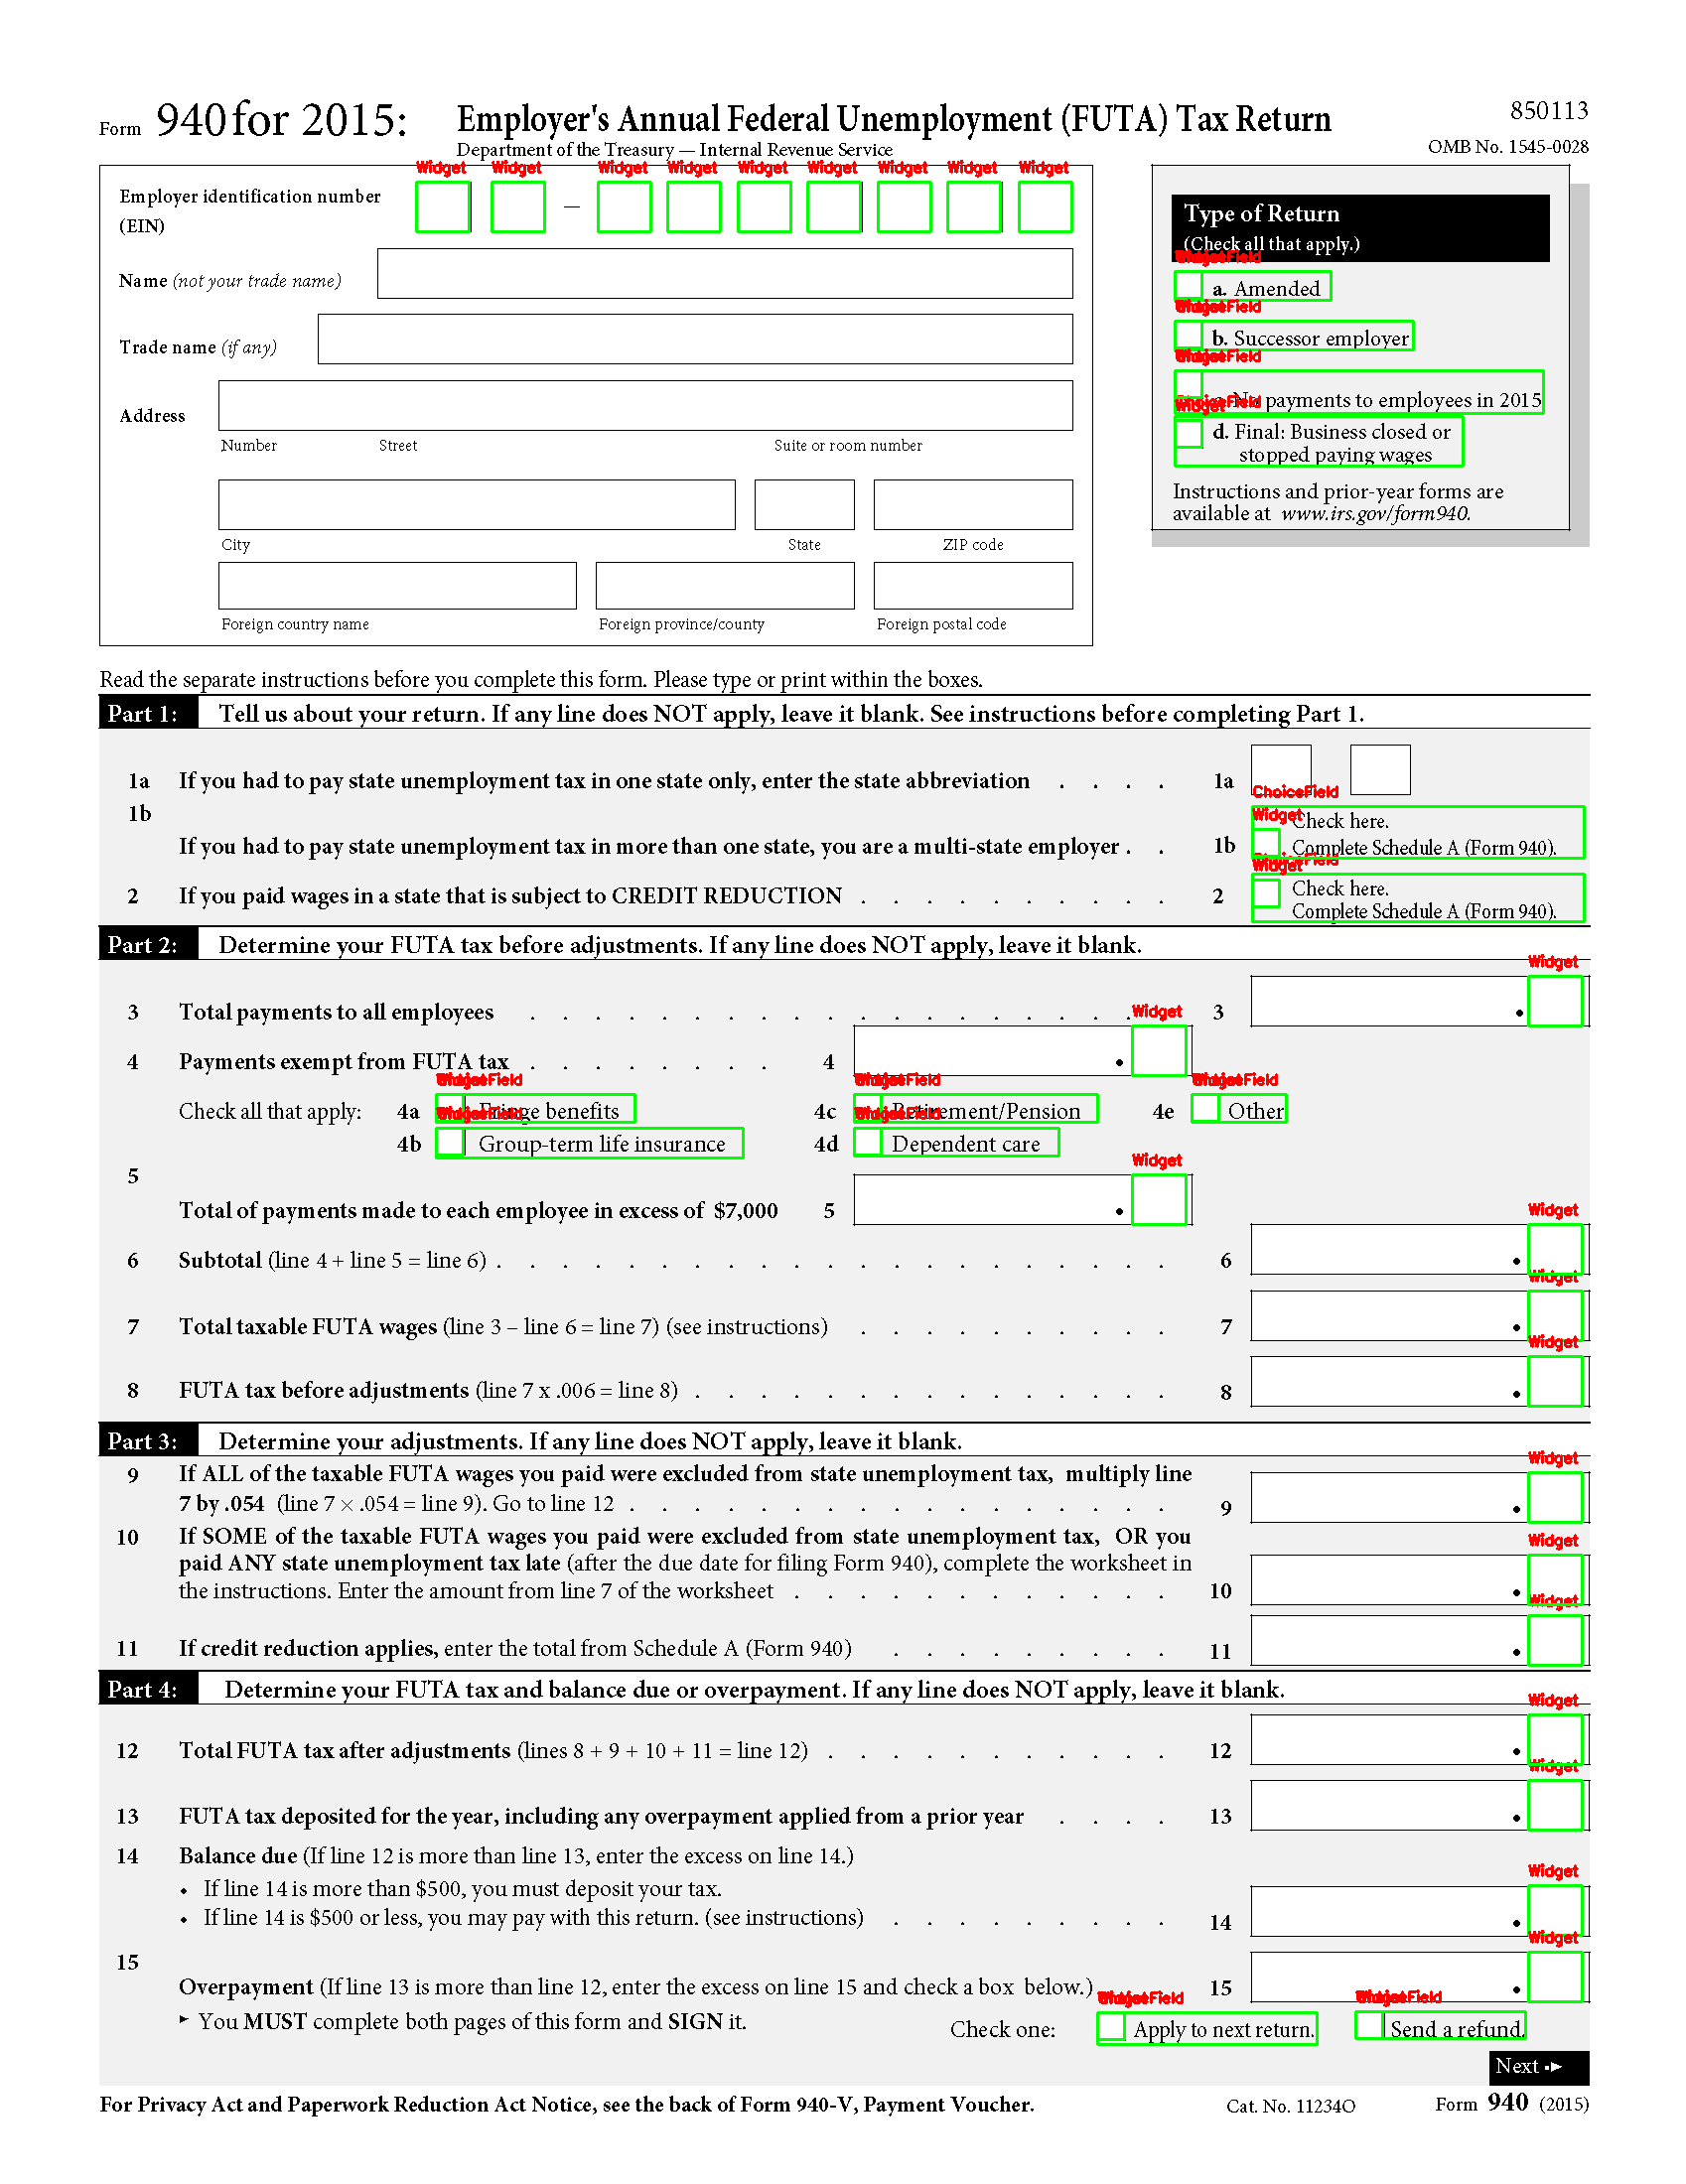 Form 940 for 2015: Employer's Annual Federal Unemployment (FUTA) Tax Return
850113
Department of the Treasury — Internal Revenue Service
OMB No. 1545-0028
Widget Widget Widget Widget Widget Widget Widget Widget Widget
Employer identification number
(EIN)
—
Name (not your trade name)
Trade name (if any)
Address
Number Street Suite or room number
City State ZIP code
Foreign country name Foreign province/county Foreign postal code
Type of Return
(Check all that apply.)
a. Amended
b. Successor employer
payments to employees in 2015
Widget
d. Final: Business closed or
stopped paying wages
Instructions and prior-year forms are
available at www.irs.gov/form940.
Read the separate instructions before you complete this form. Please type or print within the boxes.
Part 1: Tell us about your return. If any line does NOT apply, leave it blank. See instructions before completing Part 1.
1a If you had to pay state unemployment tax in one state only, enter the state abbreviation . . . . 1a
ChoiceField
1b
Widget
Check here.
If you had to pay state unemployment tax in more than one state, you are a multi-state employer . . 1b Complete Schedule A (Form 940).
Widget
2 If you paid wages in a state that is subject to CREDIT REDUCTION . . . . . . . . . . 2 Check here.
Complete Schedule A (Form 940).
Part 2: Determine your FUTA tax before adjustments. If any line does NOT apply, leave it blank.
Widget
3 Total payments to all employees . . . . . . . . . . . . . . . . . . . 3 .
Widget
4 Payments exempt from FUTA tax . . . . . . . . 4 .
Check all that apply: 4a Fringe benefits 4c Retirement/Pension 4e Other
4b Group-term life insurance 4d Dependent care
Widget
5
Total of payments made to each employee in excess of $7,000 5 .
Widget
6 Subtotal (line 4 + line 5 = line 6) . . . . . . . . . . . . . . . . . . . . . 6 .
Widget
7 Total taxable FUTA wages (line 3 – line 6 = line 7) (see instructions) . . . . . . . . . . 7 .
Widget
8 FUTA tax before adjustments (line 7 x .006 = line 8) . . . . . . . . . . . . . . . 8 .
Part 3: Determine your adjustments. If any line does NOT apply, leave it blank.
Widget
9 If ALL of the taxable FUTA wages you paid were excluded from state unemployment tax, multiply line
7 by .054 (line 7 × .054 = line 9). Go to line 12 . . . . . . . . . . . . . . . . . 9 .
Widget
10 If SOME of the taxable FUTA wages you paid were excluded from state unemployment tax, OR you
paid ANY state unemployment tax late (after the due date for filing Form 940), complete the worksheet in
the instructions. Enter the amount from line 7 of the worksheet . . . . . . . . . . . . 10 .
Widget
11 If credit reduction applies, enter the total from Schedule A (Form 940) . . . . . . . . . 11 .
Part 4: Determine your FUTA tax and balance due or overpayment. If any line does NOT apply, leave it blank.
Widget
12 Total FUTA tax after adjustments (lines 8 + 9 + 10 + 11 = line 12) . . . . . . . . . . . 12 .
Widget
13 FUTA tax deposited for the year, including any overpayment applied from a prior year . . . . 13 .
14 Balance due (If line 12 is more than line 13, enter the excess on line 14.)
Widget
• If line 14 is more than $500, you must deposit your tax.
• If line 14 is $500 or less, you may pay with this return. (see instructions) . . . . . . . . . 14 .
Widget
15
Overpayment (If line 13 is more than line 12, enter the excess on line 15 and check a box below.) 15 .
► You MUST complete both pages of this form and SIGN it.
Check one: Apply to next return. Send a refund.
Next
For Privacy Act and Paperwork Reduction Act Notice, see the back of Form 940-V, Payment Voucher. Cat. No. 11234O Form 940 (2015)